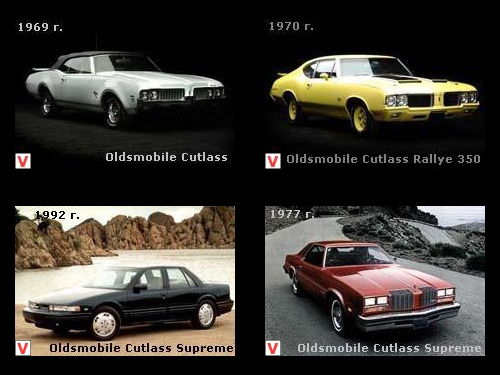 1969 г.
Oldsmobile Cutlass
V
1970 г.
Oldsmobile Cutlass Rallye 350
V
1992 г.
Oldsmobile Cutlass Supreme
V
1977 г.
Oldsmobile Cutlass Supreme
V